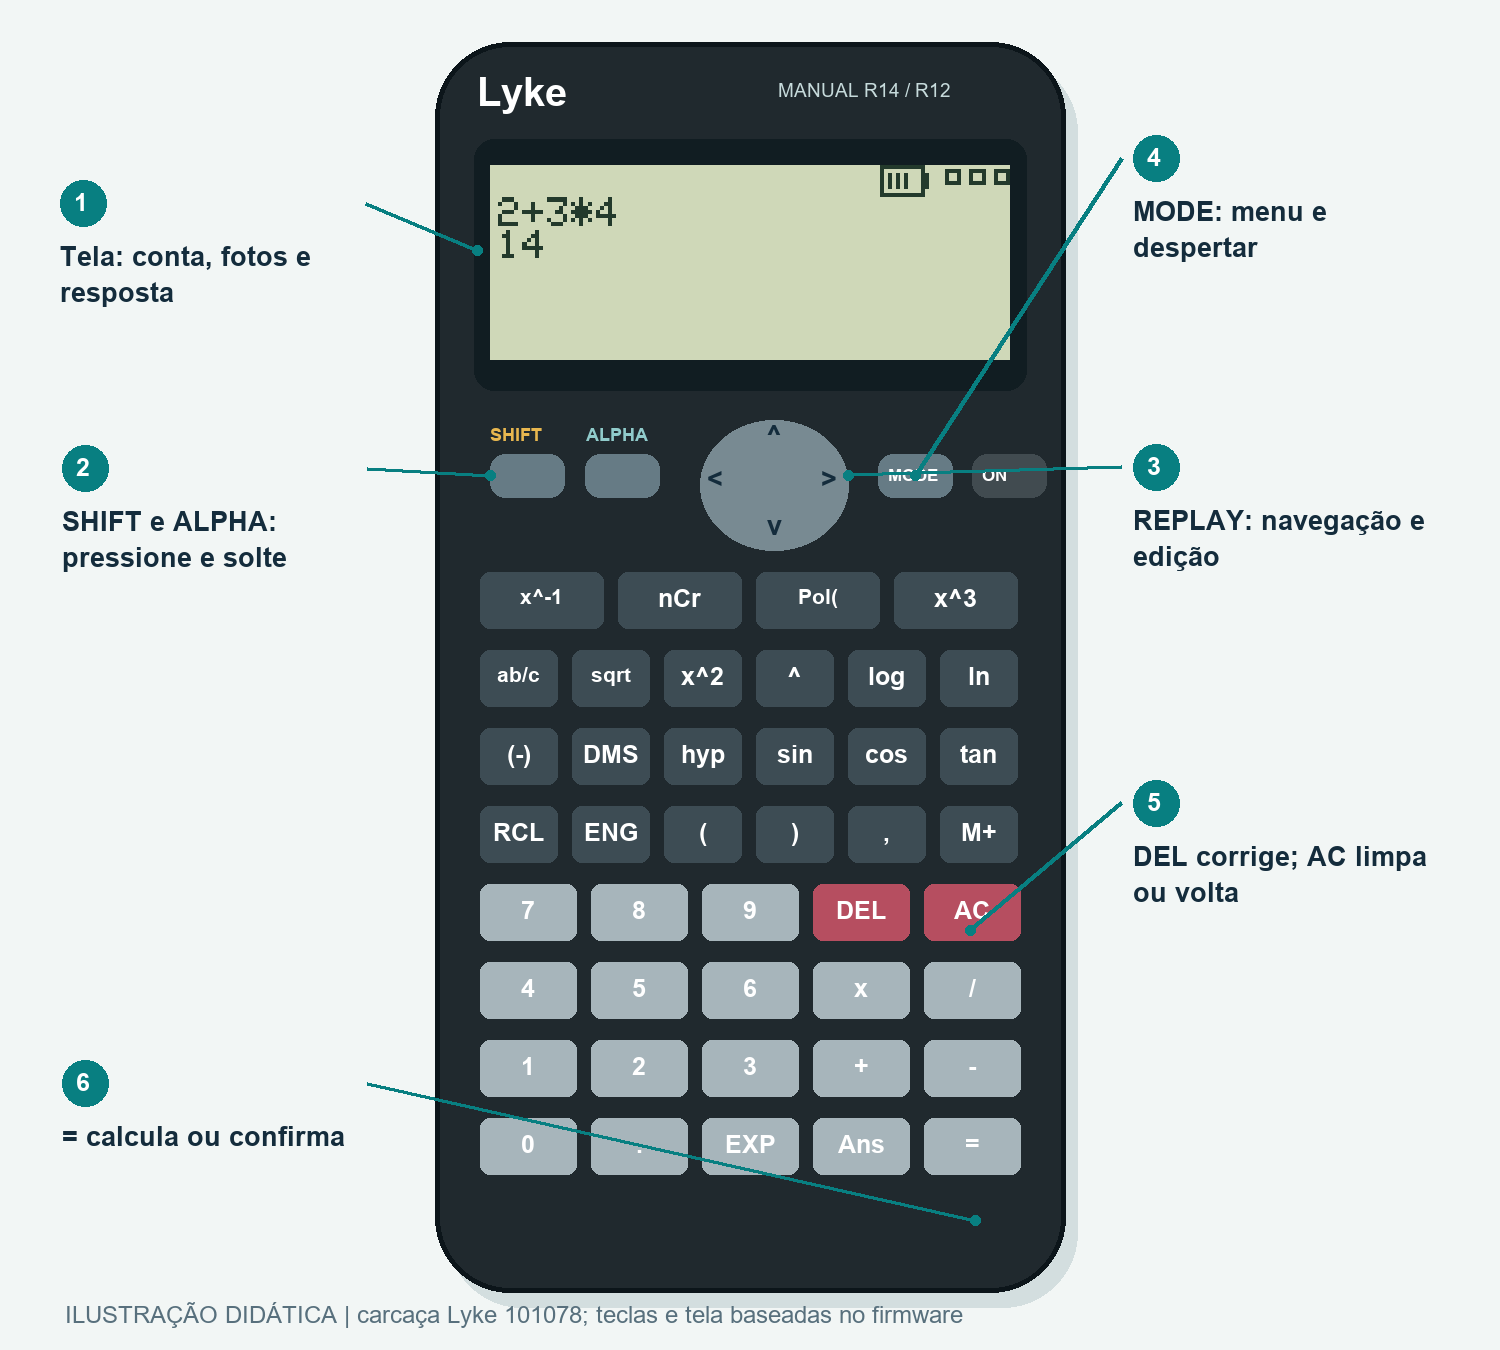 Lyke
MANUAL R14 / R12
2+3*4
14
1
Tela: conta, fotos e
resposta
4
MODE: menu e
despertar
2
SHIFT e ALPHA:
pressione e solte
3
REPLAY: navegação e
edição
SHIFT ALPHA
^
< >
v
MODE ON
x^-1 nCr Pol( x^3
ab/c sqrt x^2 ^ log ln
(-) DMS hyp sin cos tan
RCL ENG ( ) , M+
7 8 9 DEL AC
4 5 6 x /
1 2 3 + -
0 . EXP Ans =
5
DEL corrige; AC limpa
ou volta
6
= calcula ou confirma
ILUSTRAÇÃO DIDÁTICA | carcaça Lyke 101078; teclas e tela baseadas no firmware